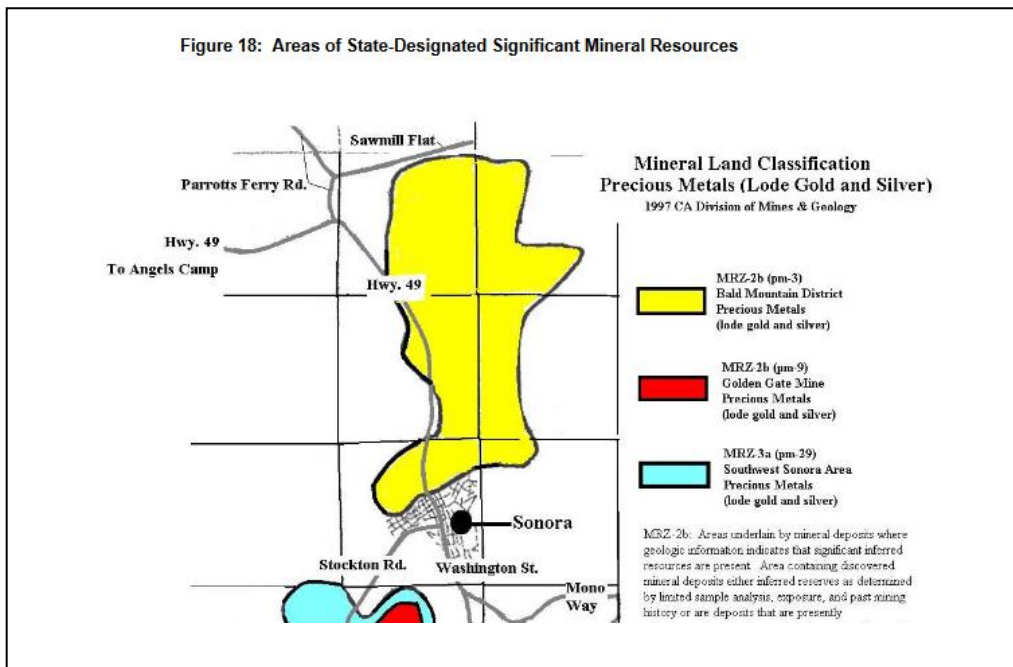 Figure 18: Areas of State-Designated Significant Mineral Resources
Sawmill Flat
Parrotts Ferry Rd.
Hwy. 49
To Angels Camp
Hwy. 49
Sonora
Stockton Rd.
Washington St.
Mono
Way
Mineral Land Classification
Precious Metals (Lode Gold and Silver)
1997 CA Division of Mines & Geology
MRZ-2b (pm-3)
Bald Mountain District
Precious Metals
(lode gold and silver)
MRZ-2b (pm-9)
Golden Gate Mine
Precious Metals
(lode gold and silver)
MRZ-3a (pm-29)
Southwest Sonora Area
Precious Metals
(lode gold and silver)
MRZ-2b: Areas underlain by mineral deposits where
geologic information indicates that significant inferred
resources are present. Area containing discovered
mineral deposits either inferred reserves as determined
by limited sample analysis, exposure, and past mining
history or are deposits that are presently